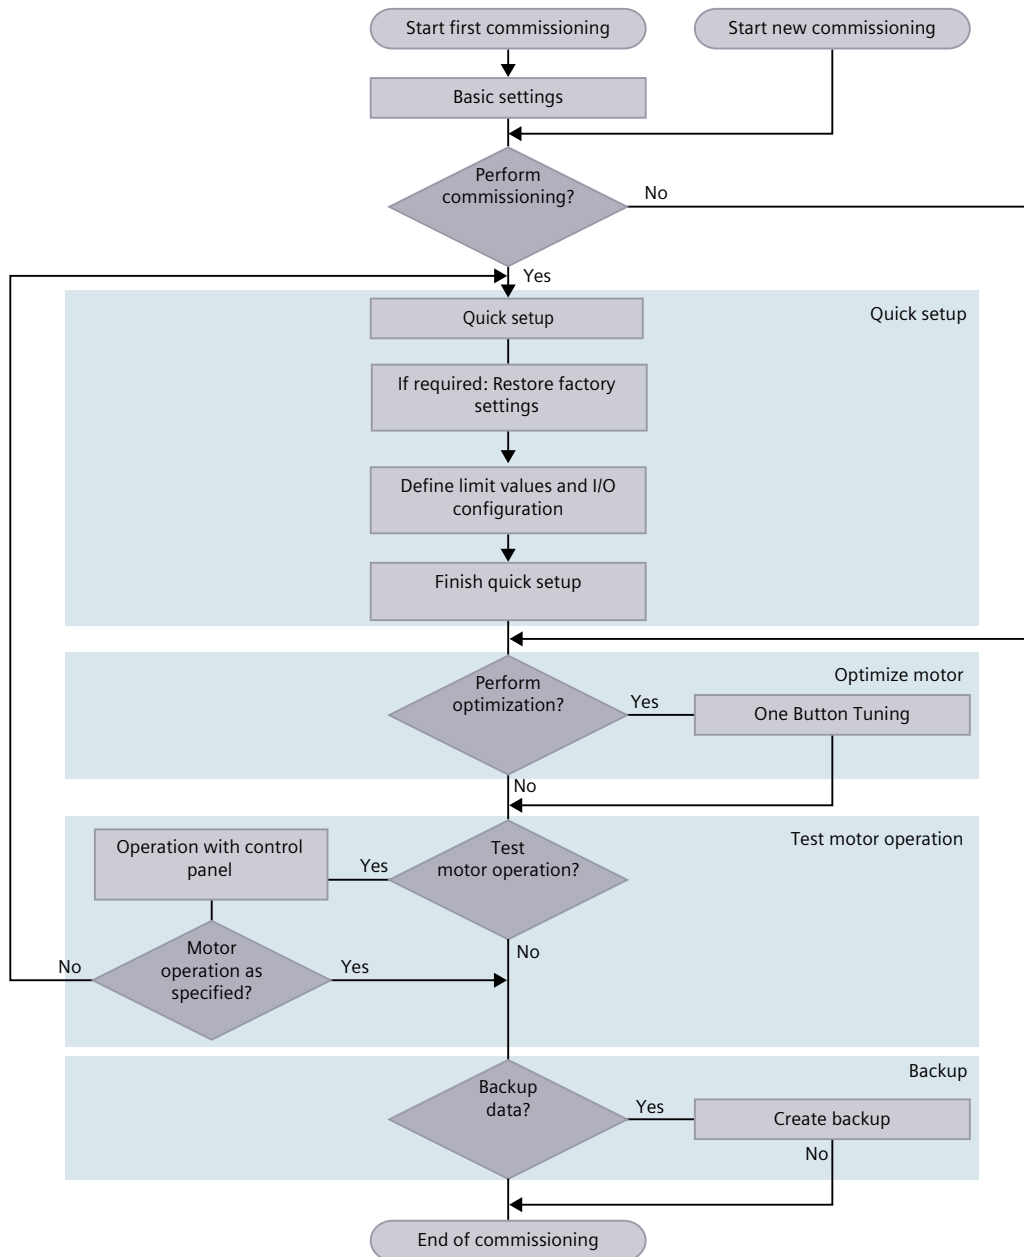 Start first commissioning
Start new commissioning
Basic settings
Perform
commissioning?
No
Yes
Quick setup
Quick setup
If required: Restore factory
settings
Define limit values and I/O
configuration
Finish quick setup
Optimize motor
Perform
optimization?
Yes
One Button Tuning
No
Test motor operation
Operation with control
panel
Yes
Test
motor operation?
No
Motor
operation as
specified?
No
Yes
Backup
Backup
data?
Yes
Create backup
No
End of commissioning